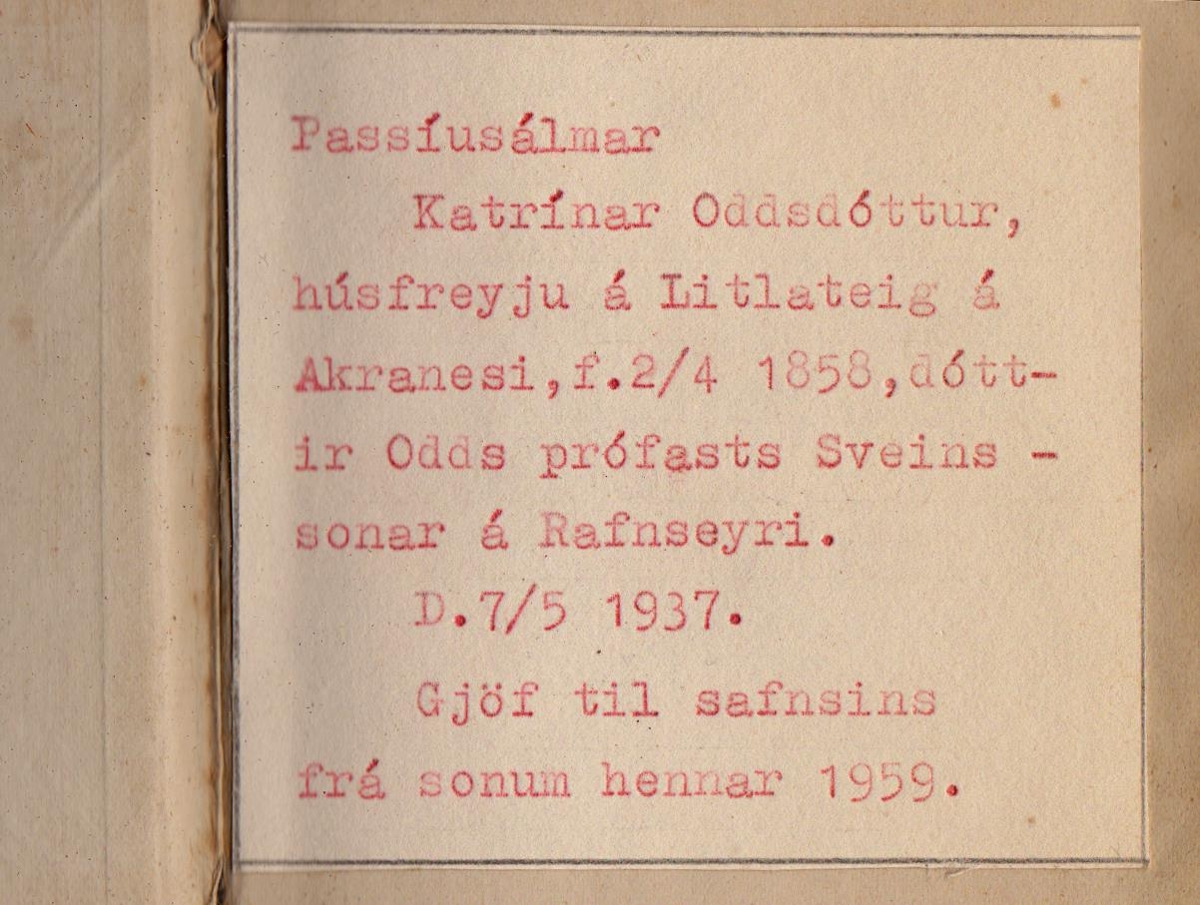 Passíusálmar
Katrínar Oddsdóttur,
húsfreyju á Litlateig á
Akranesi,f.2/4 1858,dótt-
ir Odds prófasts Sveins -
sonar á Rafnseyri.
D.7/5 1937.
Gjöf til safnsins
frá sonum hennar 1959.